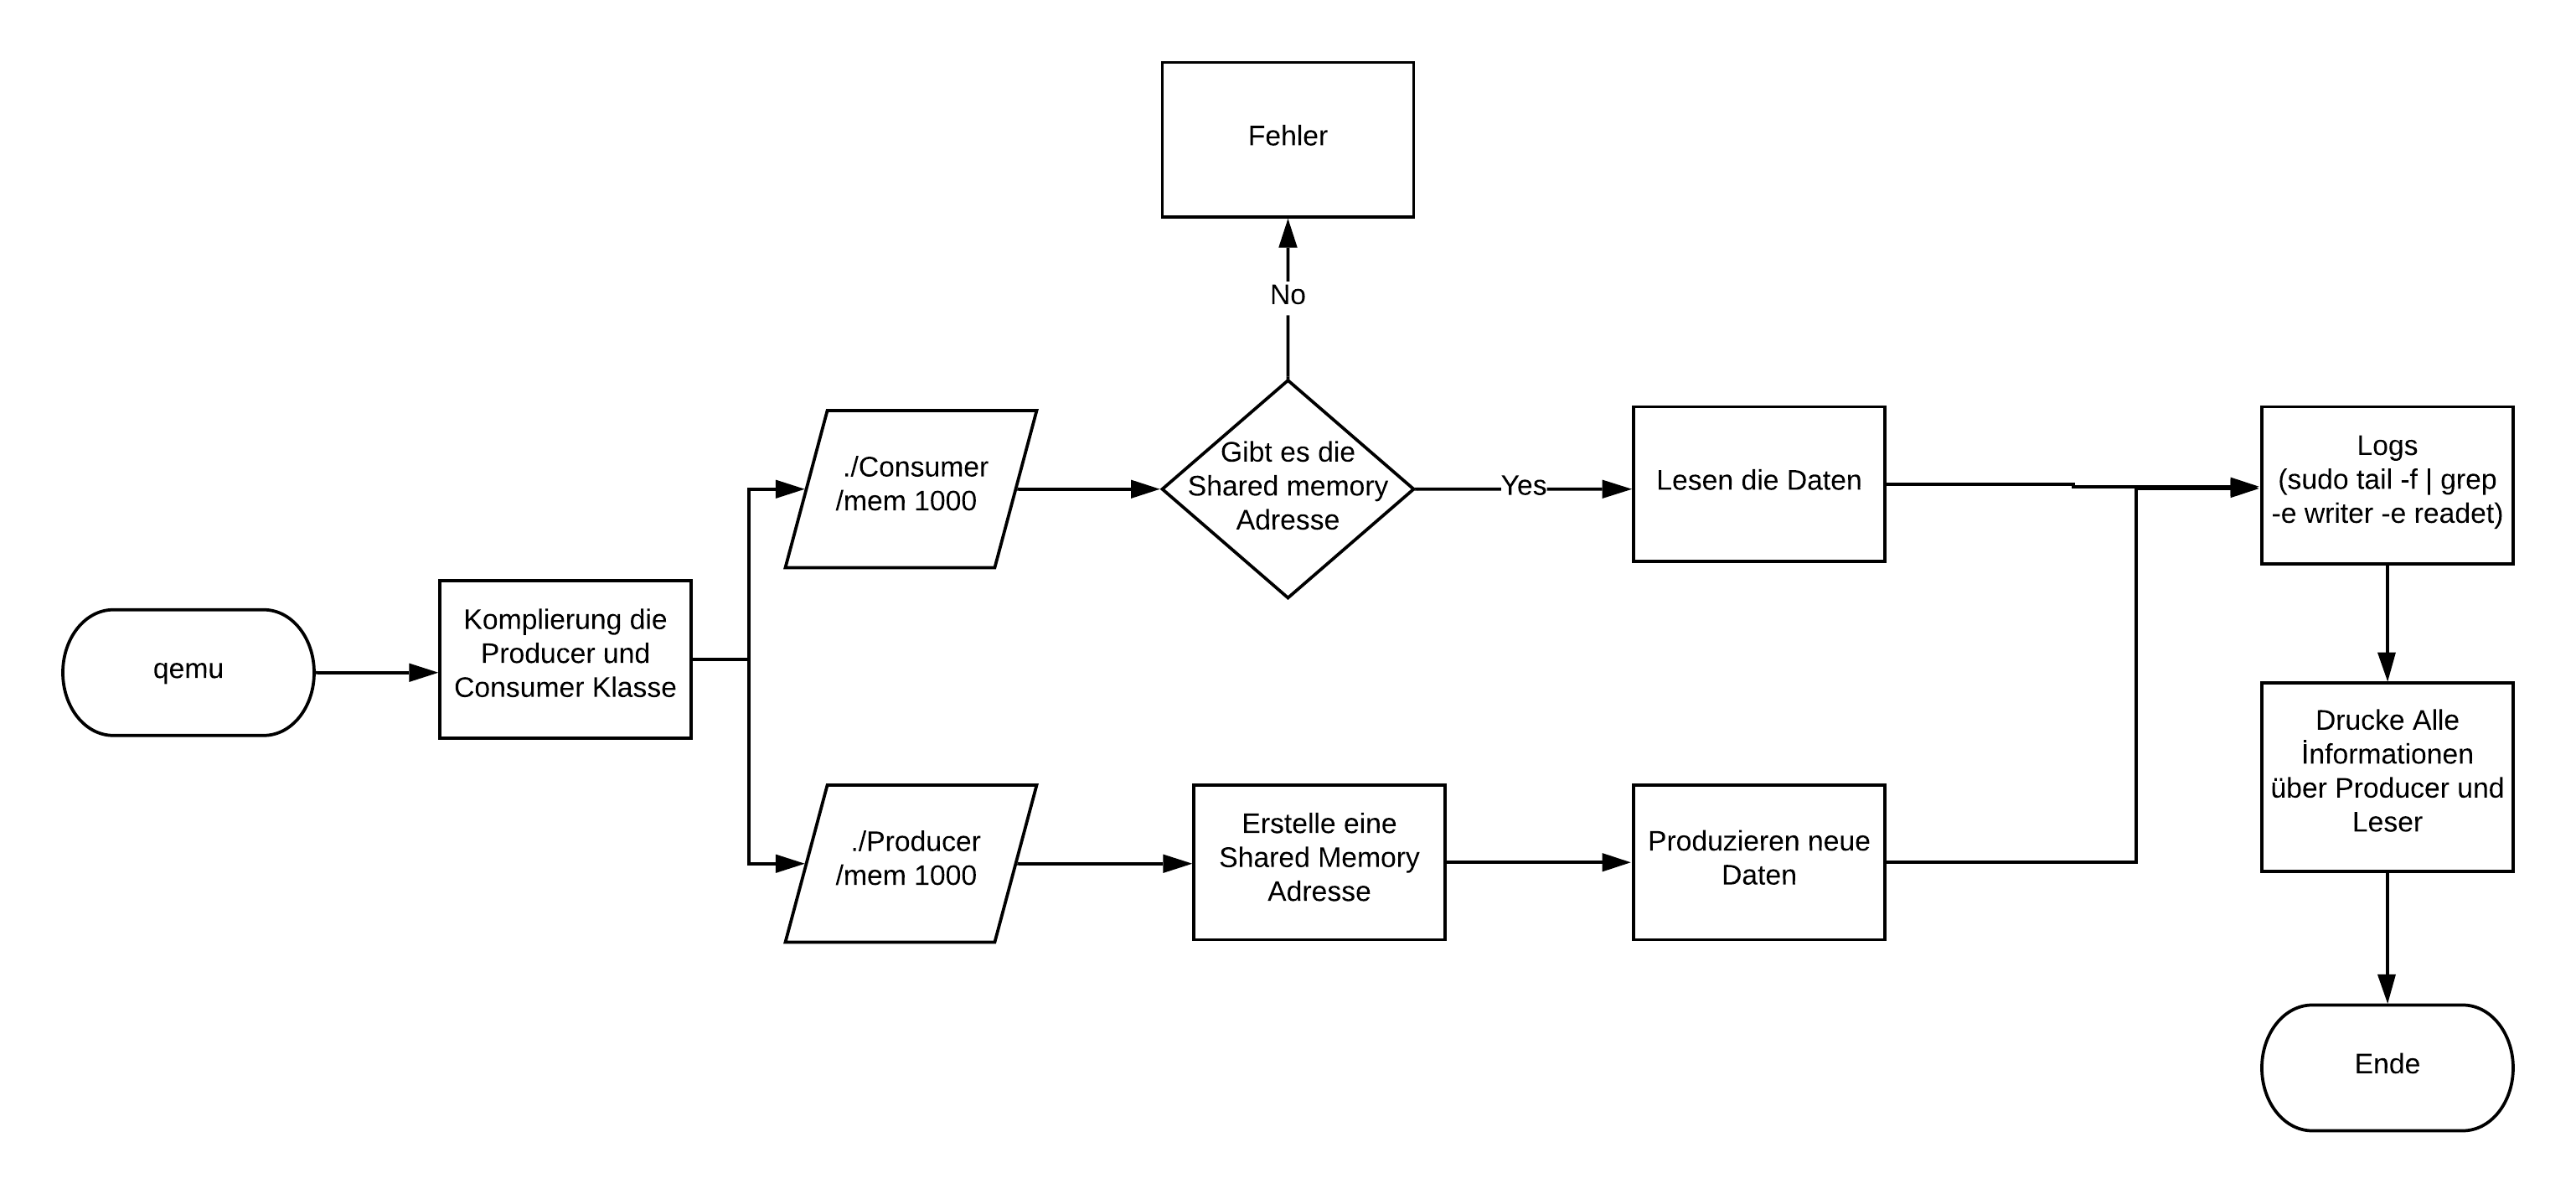 Fehler
No
./Consumer
/mem 1000
Gibt es die
Shared memory
Adresse
Yes
Lesen die Daten
Logs
(sudo tail -f | grep
-e writer -e readet)
qemu
Komplierung die
Producer und
Consumer Klasse
Drucke Alle
İnformationen
über Producer und
Leser
./Producer
/mem 1000
Erstelle eine
Shared Memory
Adresse
Produzieren neue
Daten
Ende